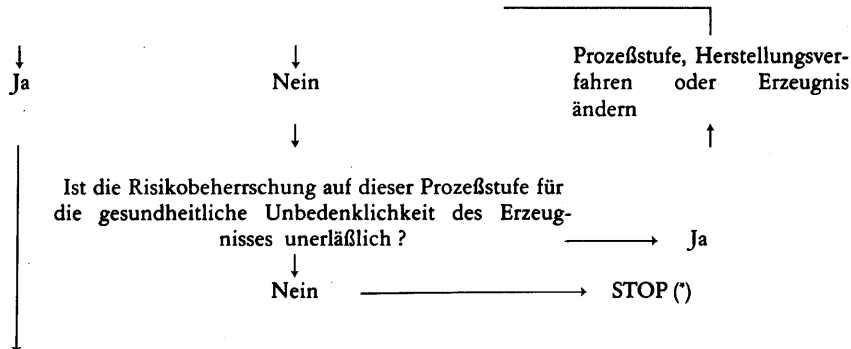 Ja
Nein
Prozeßstufe, Herstellungsver-
fahren oder Erzeugnis
ändern
Ist die Risikobeherrschung auf dieser Prozeßstufe für
die gesundheitliche Unbedenklichkeit des Erzeug-
nisses unerläßlich ?
Ja
Nein
STOP (*)